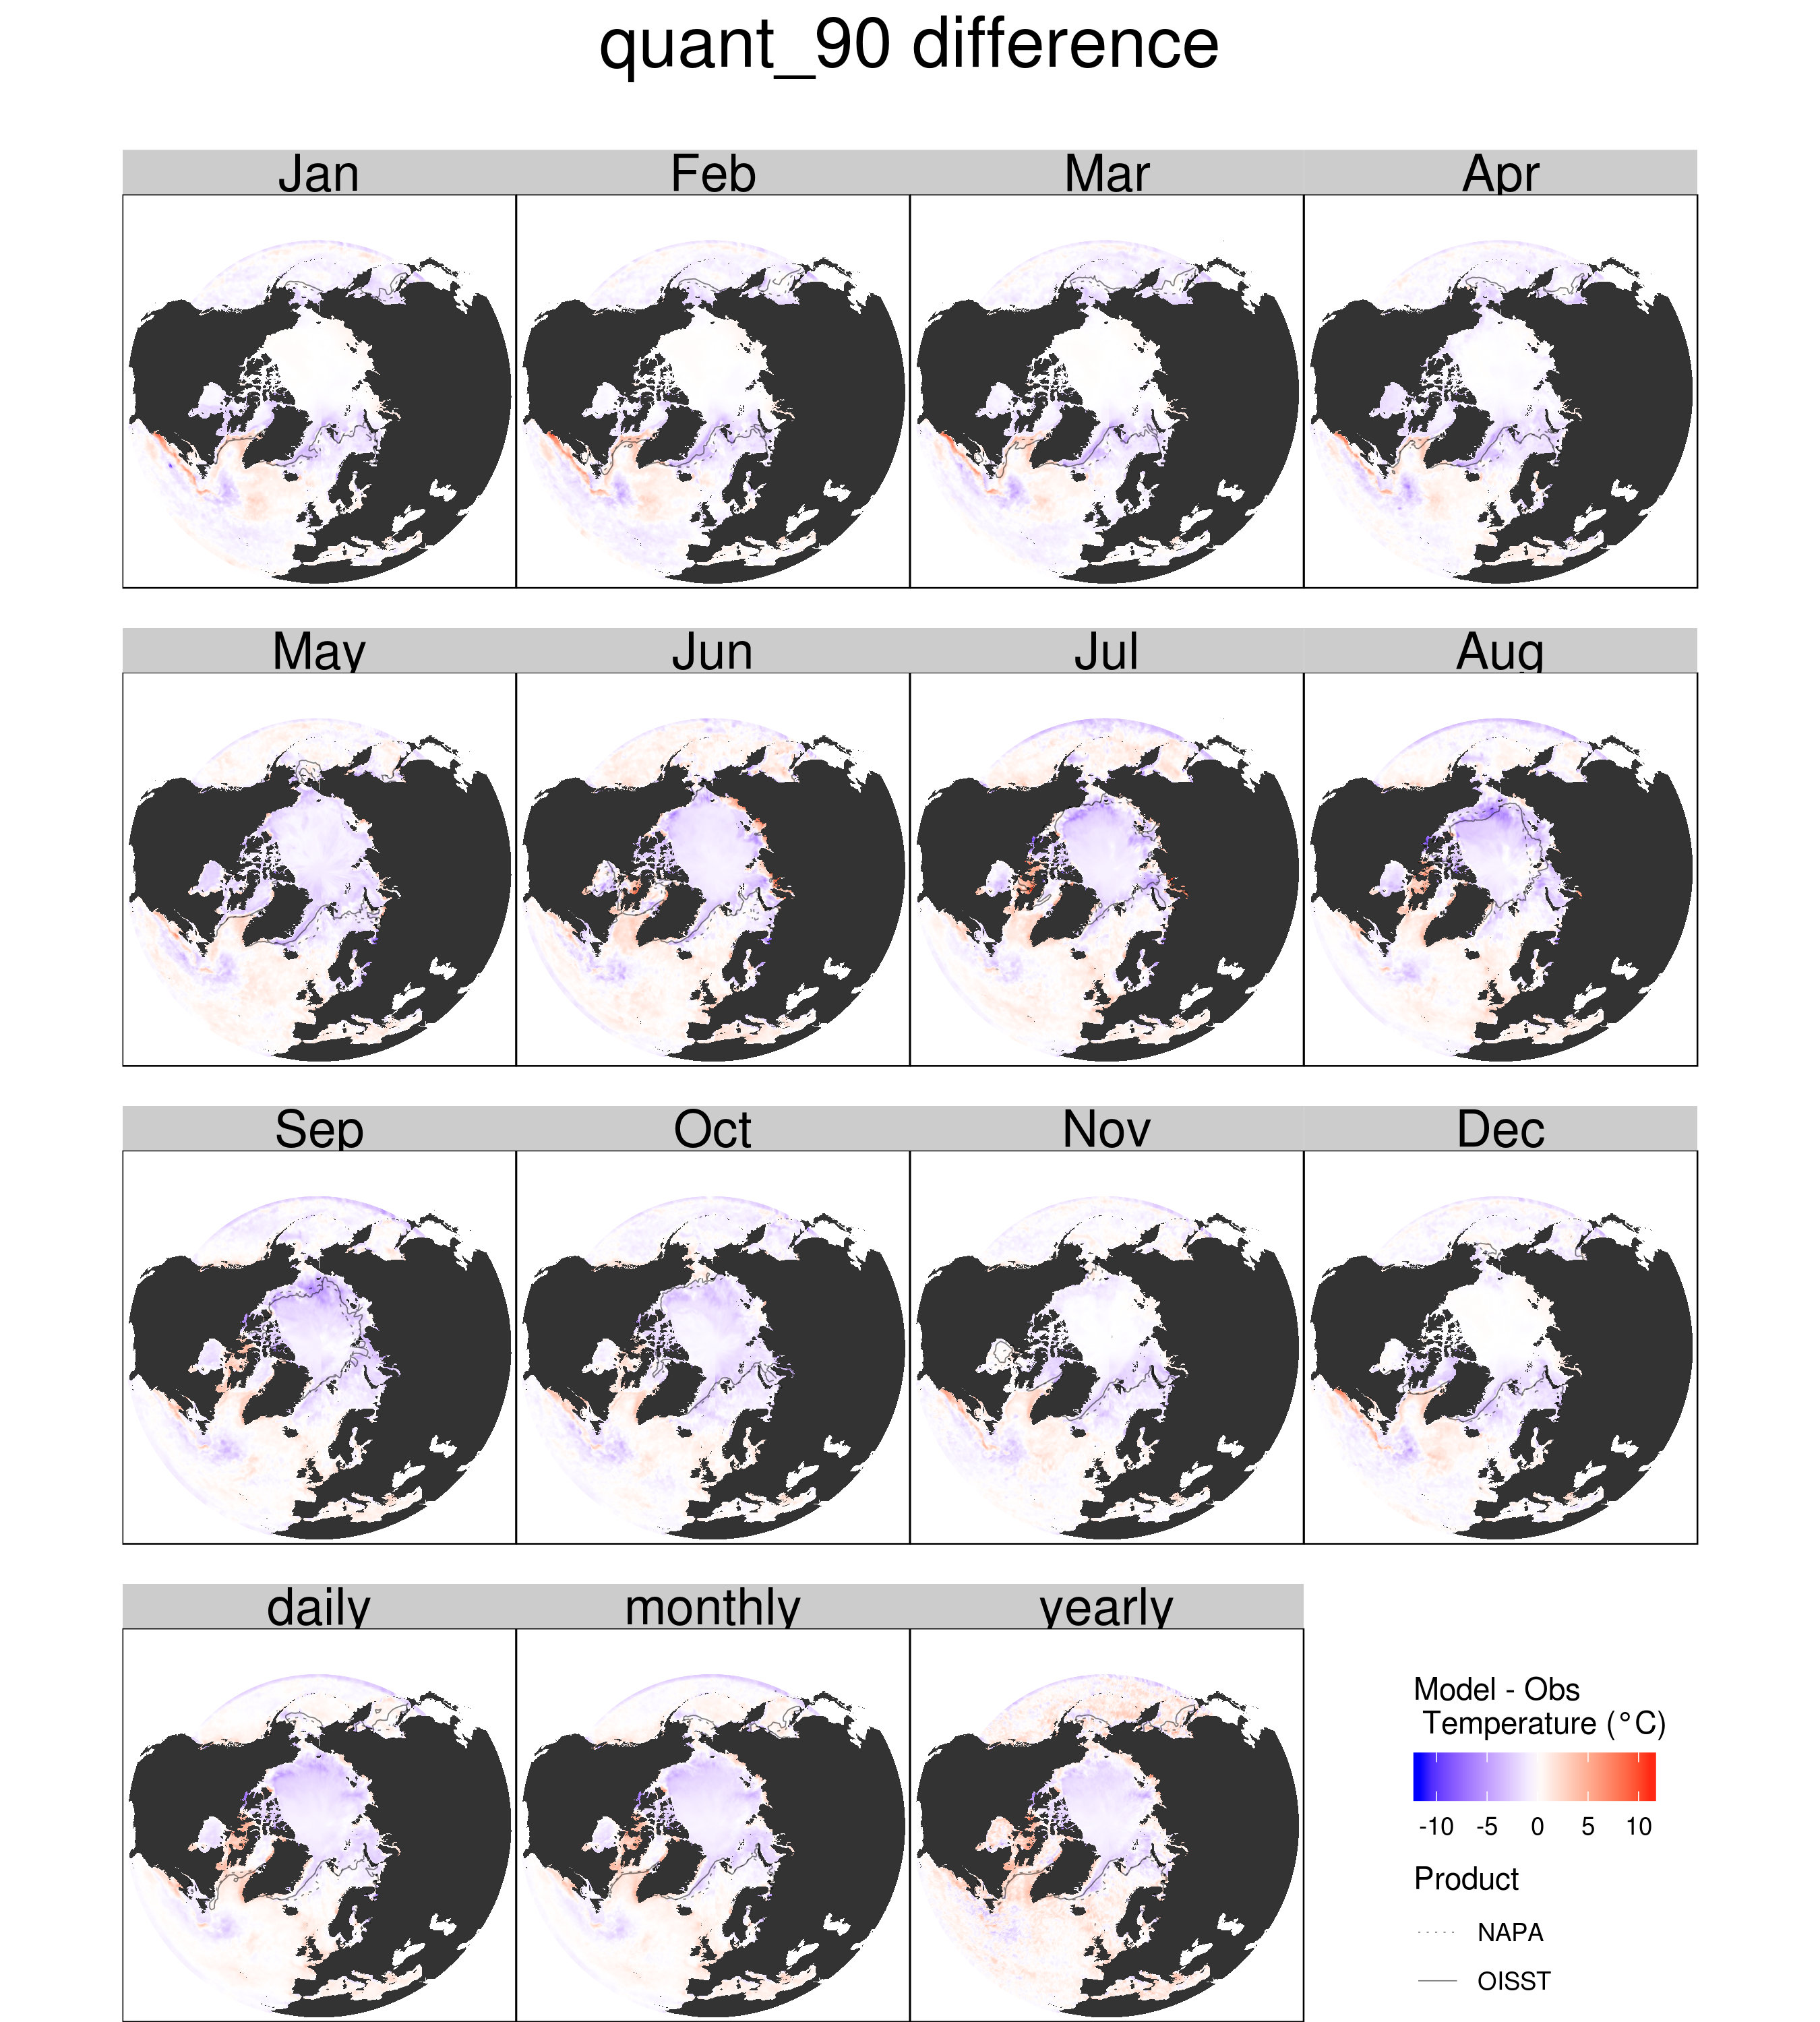 quant_90 difference
Jan Feb Mar Apr
May Jun Jul Aug
Sep Oct Nov Dec
daily monthly yearly
Model - Obs
Temperature (°C)
-10 -5 0 5 10
Product
NAPA
OISST